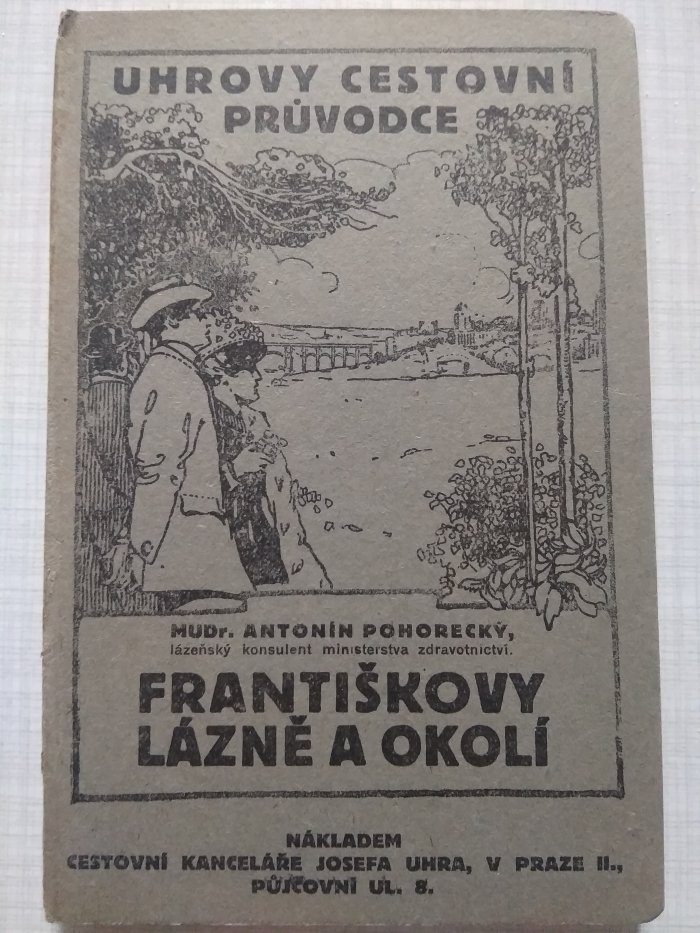 UHROVY CESTOVNÍ
PRŮVODCE
MUDr. ANTONÍN POHORECKÝ,
lázeňský konsulent ministerstva zdravotnictví.
FRANTIŠKOVY
LÁZNĚ A OKOLÍ
NÁKLADEM
CESTOVNÍ KANCELÁŘE JOSEFA UHRA, V PRAZE II.,
PŮJČOVNÍ UL. 8.